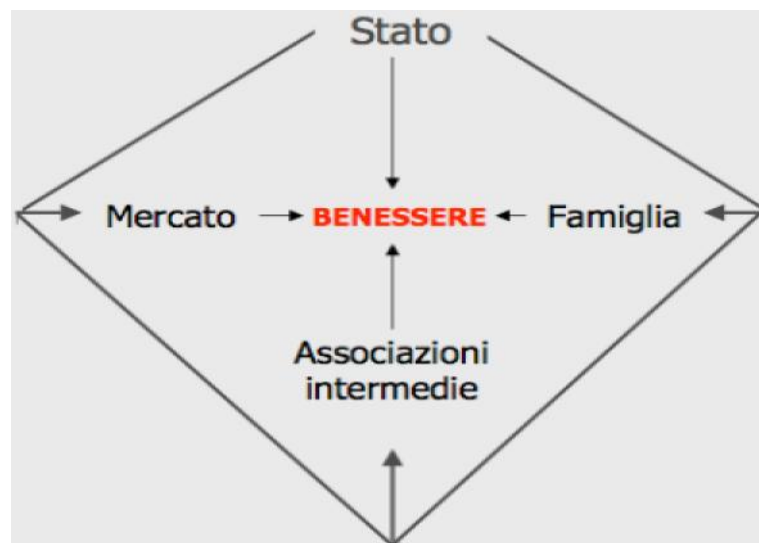 Stato
Mercato
BENESSERE
Famiglia
Associazioni
intermedie